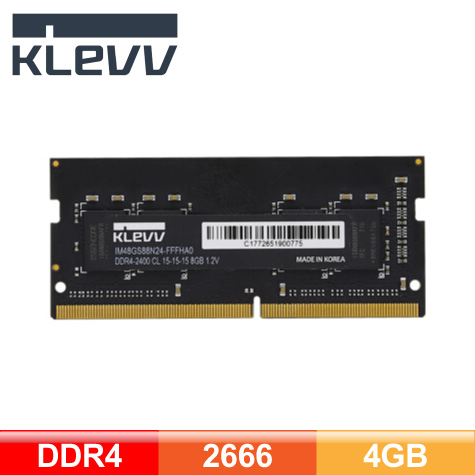 KLEVV
KLEVV
IM48GS88N24-FFFHA0
DDR4-2400 CL 15-15-15 8GB 1.2V
C1772651900775
MADE IN KOREA
DDR4 2666 4GB